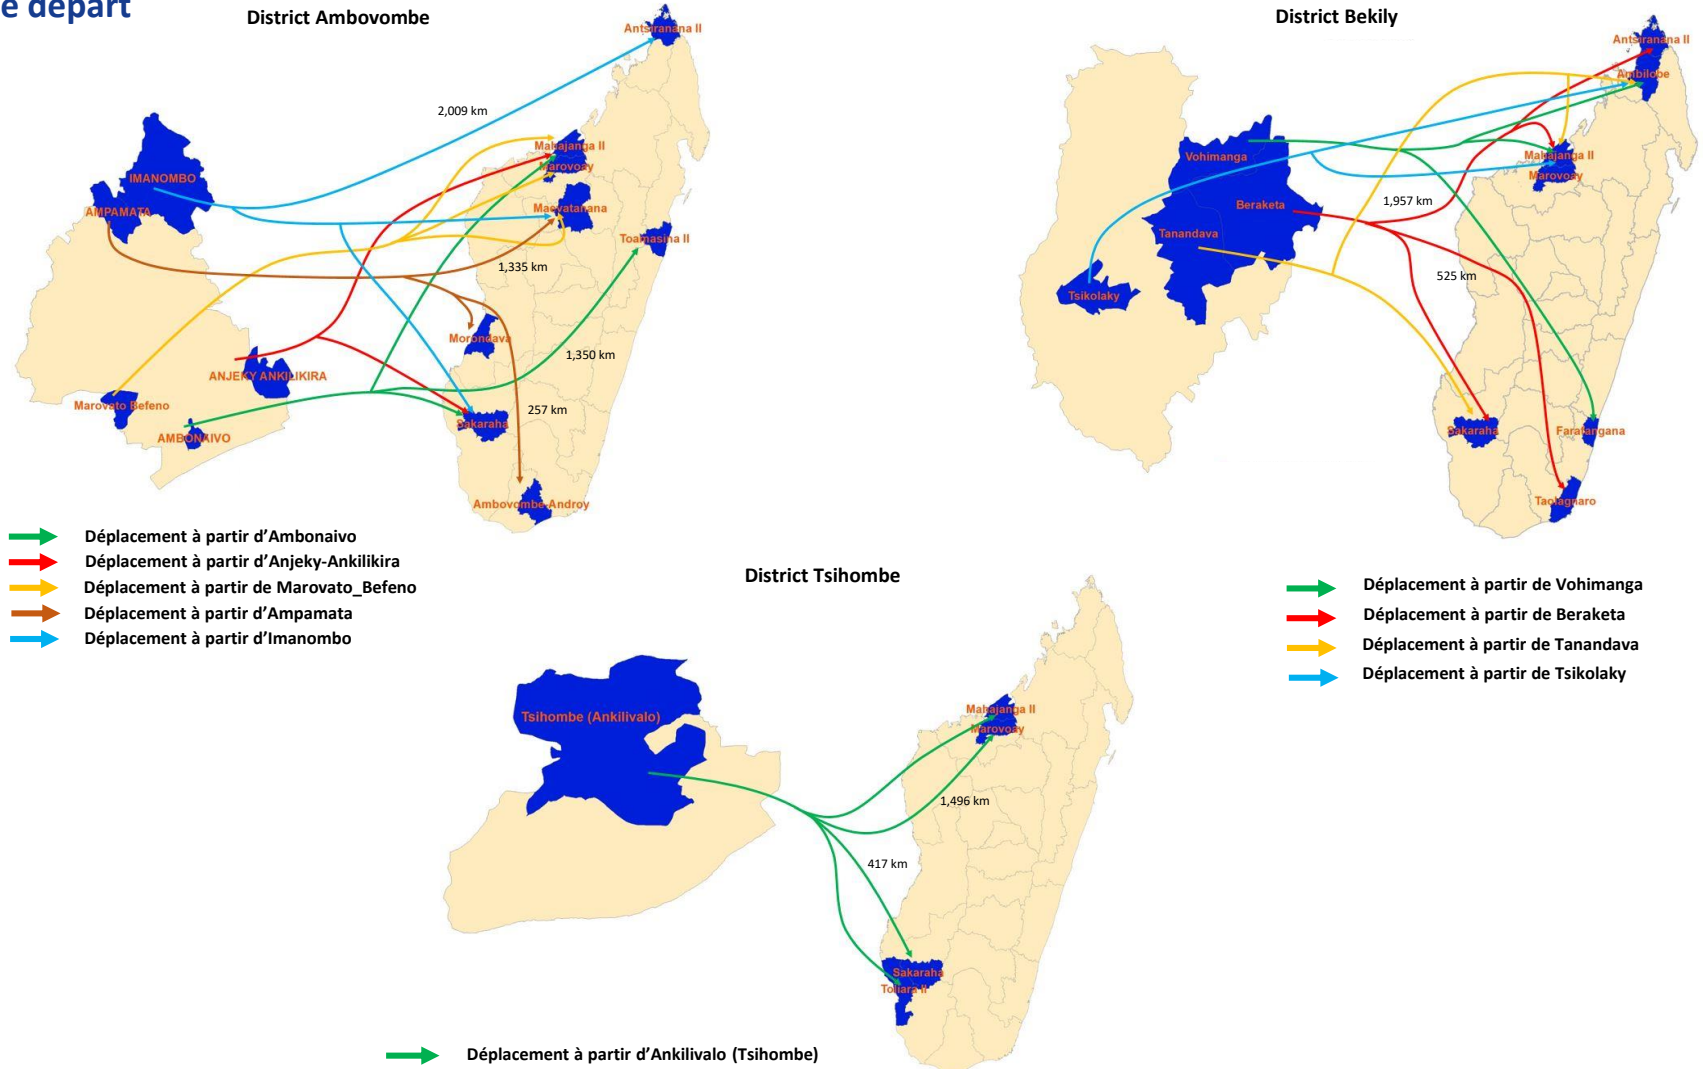 e départ
District Ambovombe
Antsiranana II
2,009 km
Mahajanga II
Marovoay
IMANOMBO
AMPAMATA
Maevatanana
Toamasina II
1,335 km
Morondava
1,350 km
ANJEKY ANKILIKIRA
Marovato Befeno
AMBONAIVO
257 km
Sakaraha
Ambovombe-Androy
Déplacement à partir d'Ambonaivo
Déplacement à partir d'Anjeky-Ankilikira
Déplacement à partir de Marovato_Befeno
Déplacement à partir d'Ampamata
Déplacement à partir d'Imanombo
District Bekily
Antsiranana II
Ambilobe
Vohimanga
Mahajanga II
Marovoay
Beraketa
1,957 km
Tanandava
525 km
Tsikolaky
Sakaraha
Farafangana
Taolagnaro
Déplacement à partir de Vohimanga
Déplacement à partir de Beraketa
Déplacement à partir de Tanandava
Déplacement à partir de Tsikolaky
District Tsihombe
Tsihombe (Ankilivalo)
Mahajanga II
Marovoay
1,496 km
417 km
Sakaraha
Toliara II
Déplacement à partir d'Ankilivalo (Tsihombe)